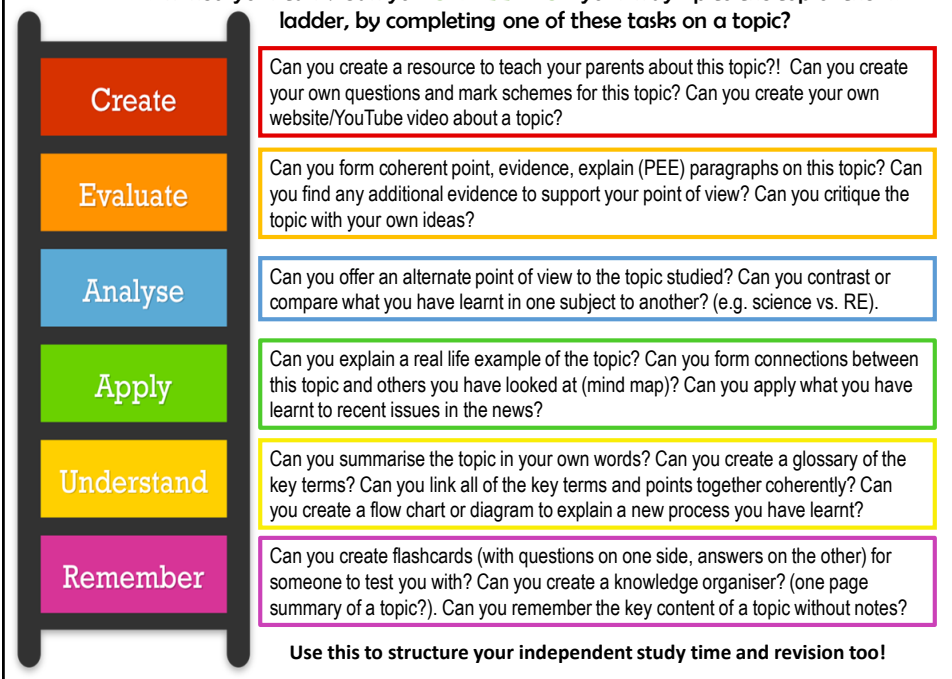 ladder, by completing one of these tasks on a topic?
Create
Can you create a resource to teach your parents about this topic?! Can you create
your own questions and mark schemes for this topic? Can you create your own
website/YouTube video about a topic?
Evaluate
Can you form coherent point, evidence, explain (PEE) paragraphs on this topic? Can
you find any additional evidence to support your point of view? Can you critique the
topic with your own ideas?
Analyse
Can you offer an alternate point of view to the topic studied? Can you contrast or
compare what you have learnt in one subject to another? (e.g. science vs. RE).
Apply
Can you explain a real life example of the topic? Can you form connections between
this topic and others you have looked at (mind map)? Can you apply what you have
learnt to recent issues in the news?
Understand
Can you summarise the topic in your own words? Can you create a glossary of the
key terms? Can you link all of the key terms and points together coherently? Can
you create a flow chart or diagram to explain a new process you have learnt?
Remember
Can you create flashcards (with questions on one side, answers on the other) for
someone to test you with? Can you create a knowledge organiser? (one page
summary of a topic?). Can you remember the key content of a topic without notes?
Use this to structure your independent study time and revision too!